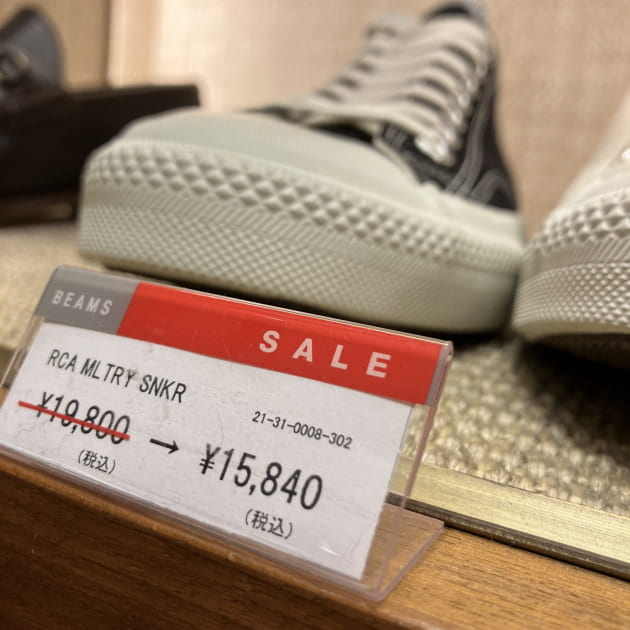 BEAMS
SALE
RCA MLTRY SNKR
21-31-0008-302
¥19,800 → ¥15,840
(税込)
(税込)